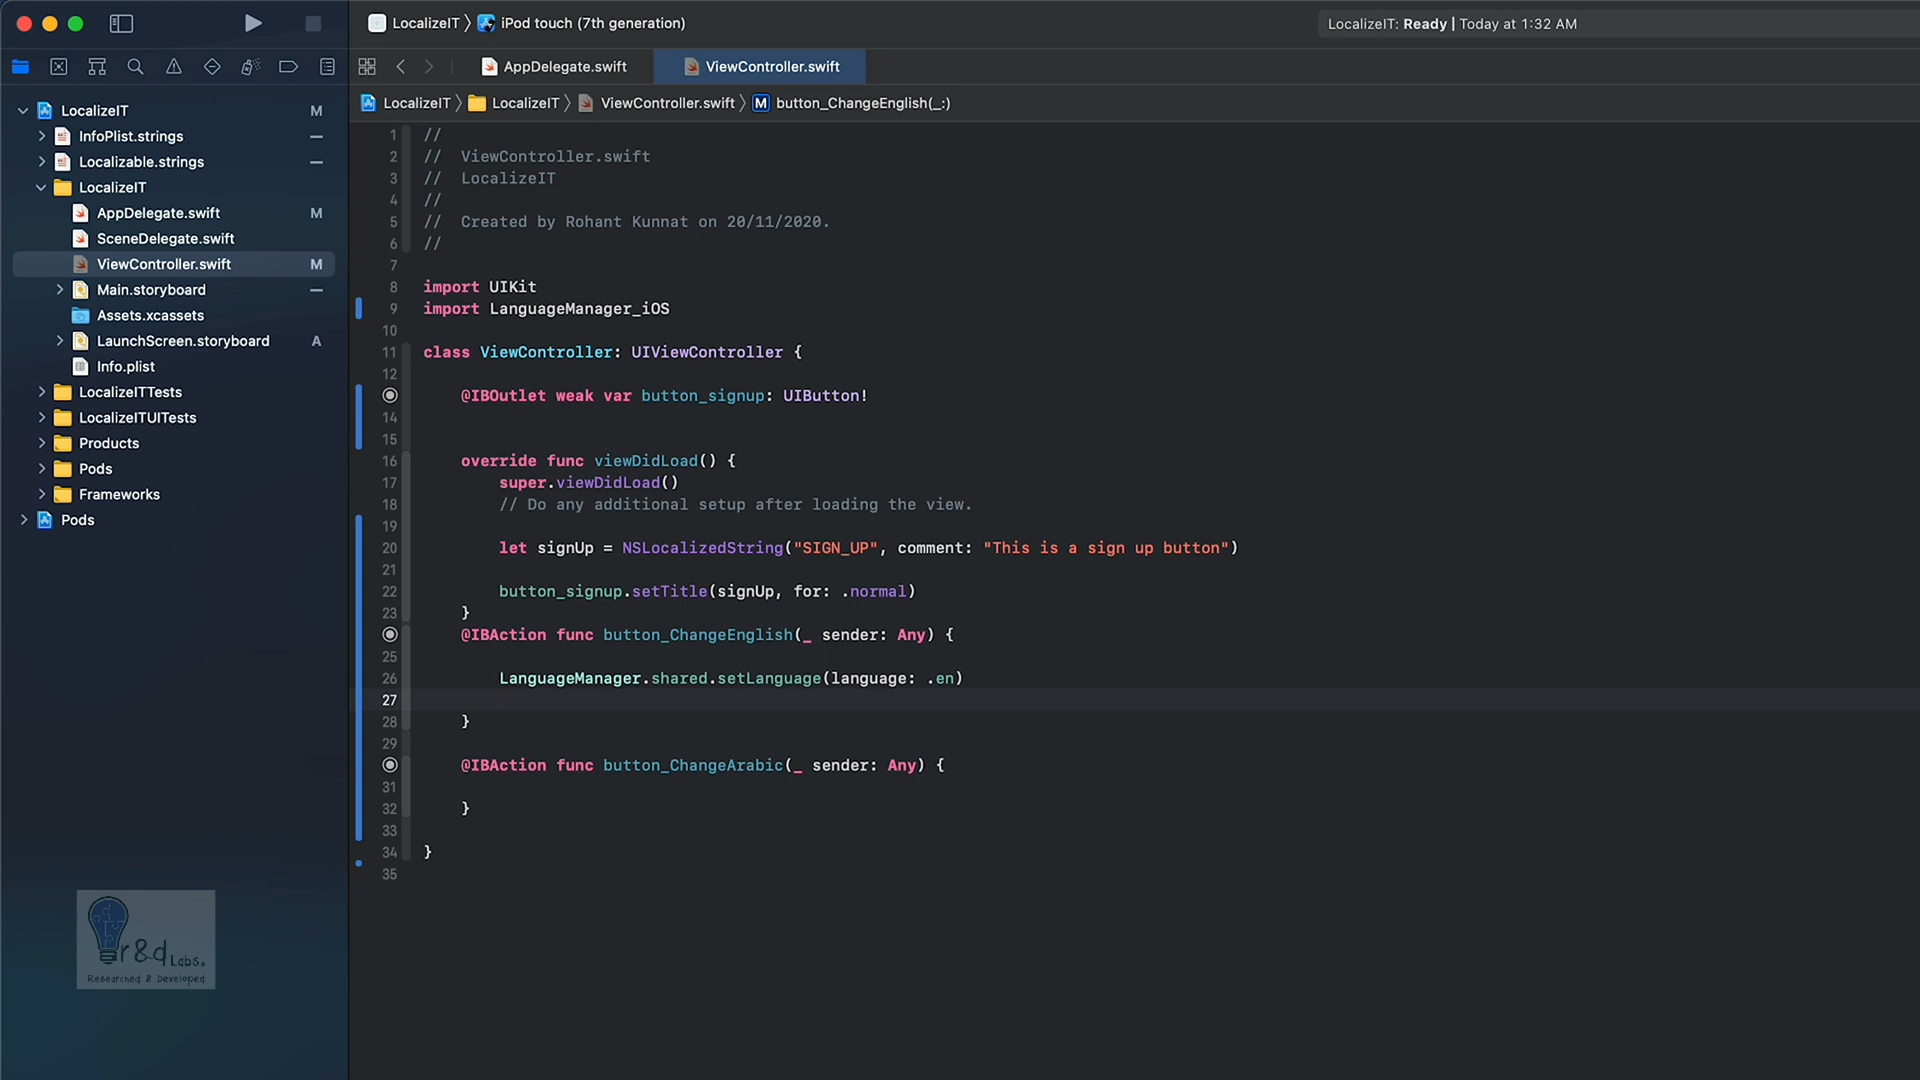 LocalizeIT 〉 iPod touch (7th generation)
LocalizeIT: Ready | Today at 1:32 AM
AppDelegate.swift
ViewController.swift
LocalizeIT 〉 LocalizeIT 〉 ViewController.swift 〉 M button_ChangeEnglish(_:)
LocalizeIT M
InfoPlist.strings
Localizable.strings
LocalizeIT
AppDelegate.swift M
SceneDelegate.swift
ViewController.swift M
Main.storyboard
Assets.xcassets
LaunchScreen.storyboard A
Info.plist
LocalizeITTests
LocalizeITUITests
Products
Pods
Frameworks
Pods
1 //
2 //  ViewController.swift
3 //  LocalizeIT
4 //
5 //  Created by Rohant Kunnat on 20/11/2020.
6 //
7
8 import UIKit
9 import LanguageManager_iOS
10
11 class ViewController: UIViewController {
12
@IBOutlet weak var button_signup: UIButton!
14
15
16 override func viewDidLoad() {
17 super.viewDidLoad()
18 // Do any additional setup after loading the view.
19
20 let signUp = NSLocalizedString("SIGN_UP", comment: "This is a sign up button")
21
22 button_signup.setTitle(signUp, for: .normal)
23 }
@IBAction func button_ChangeEnglish(_ sender: Any) {
25
26 LanguageManager.shared.setLanguage(language: .en)
27
28 }
29
@IBAction func button_ChangeArabic(_ sender: Any) {
31
32 }
33
34 }
35
r&d Labs.
Researched & Developed